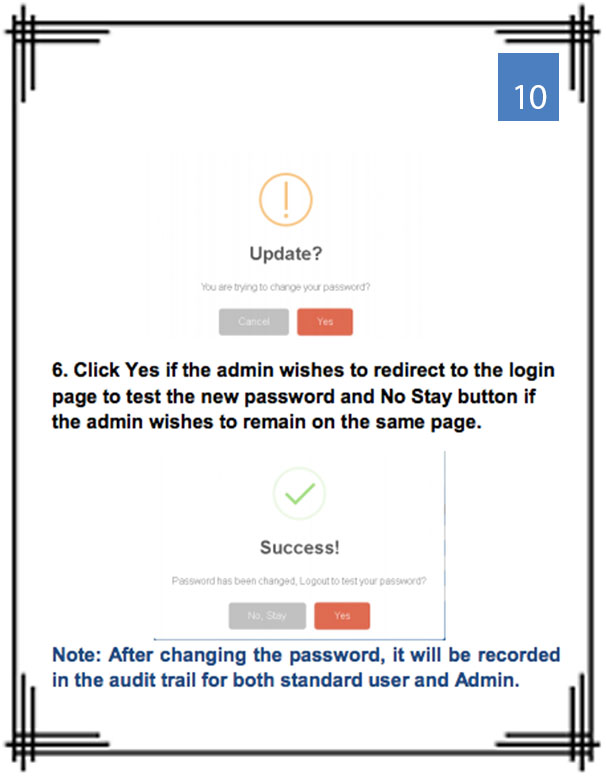 10
Update?
You are trying to change your password?
Cancel Yes
6. Click Yes if the admin wishes to redirect to the login
page to test the new password and No Stay button if
the admin wishes to remain on the same page.
Success!
Password has been changed, Logout to test your password?
No, Stay Yes
Note: After changing the password, it will be recorded
in the audit trail for both standard user and Admin.